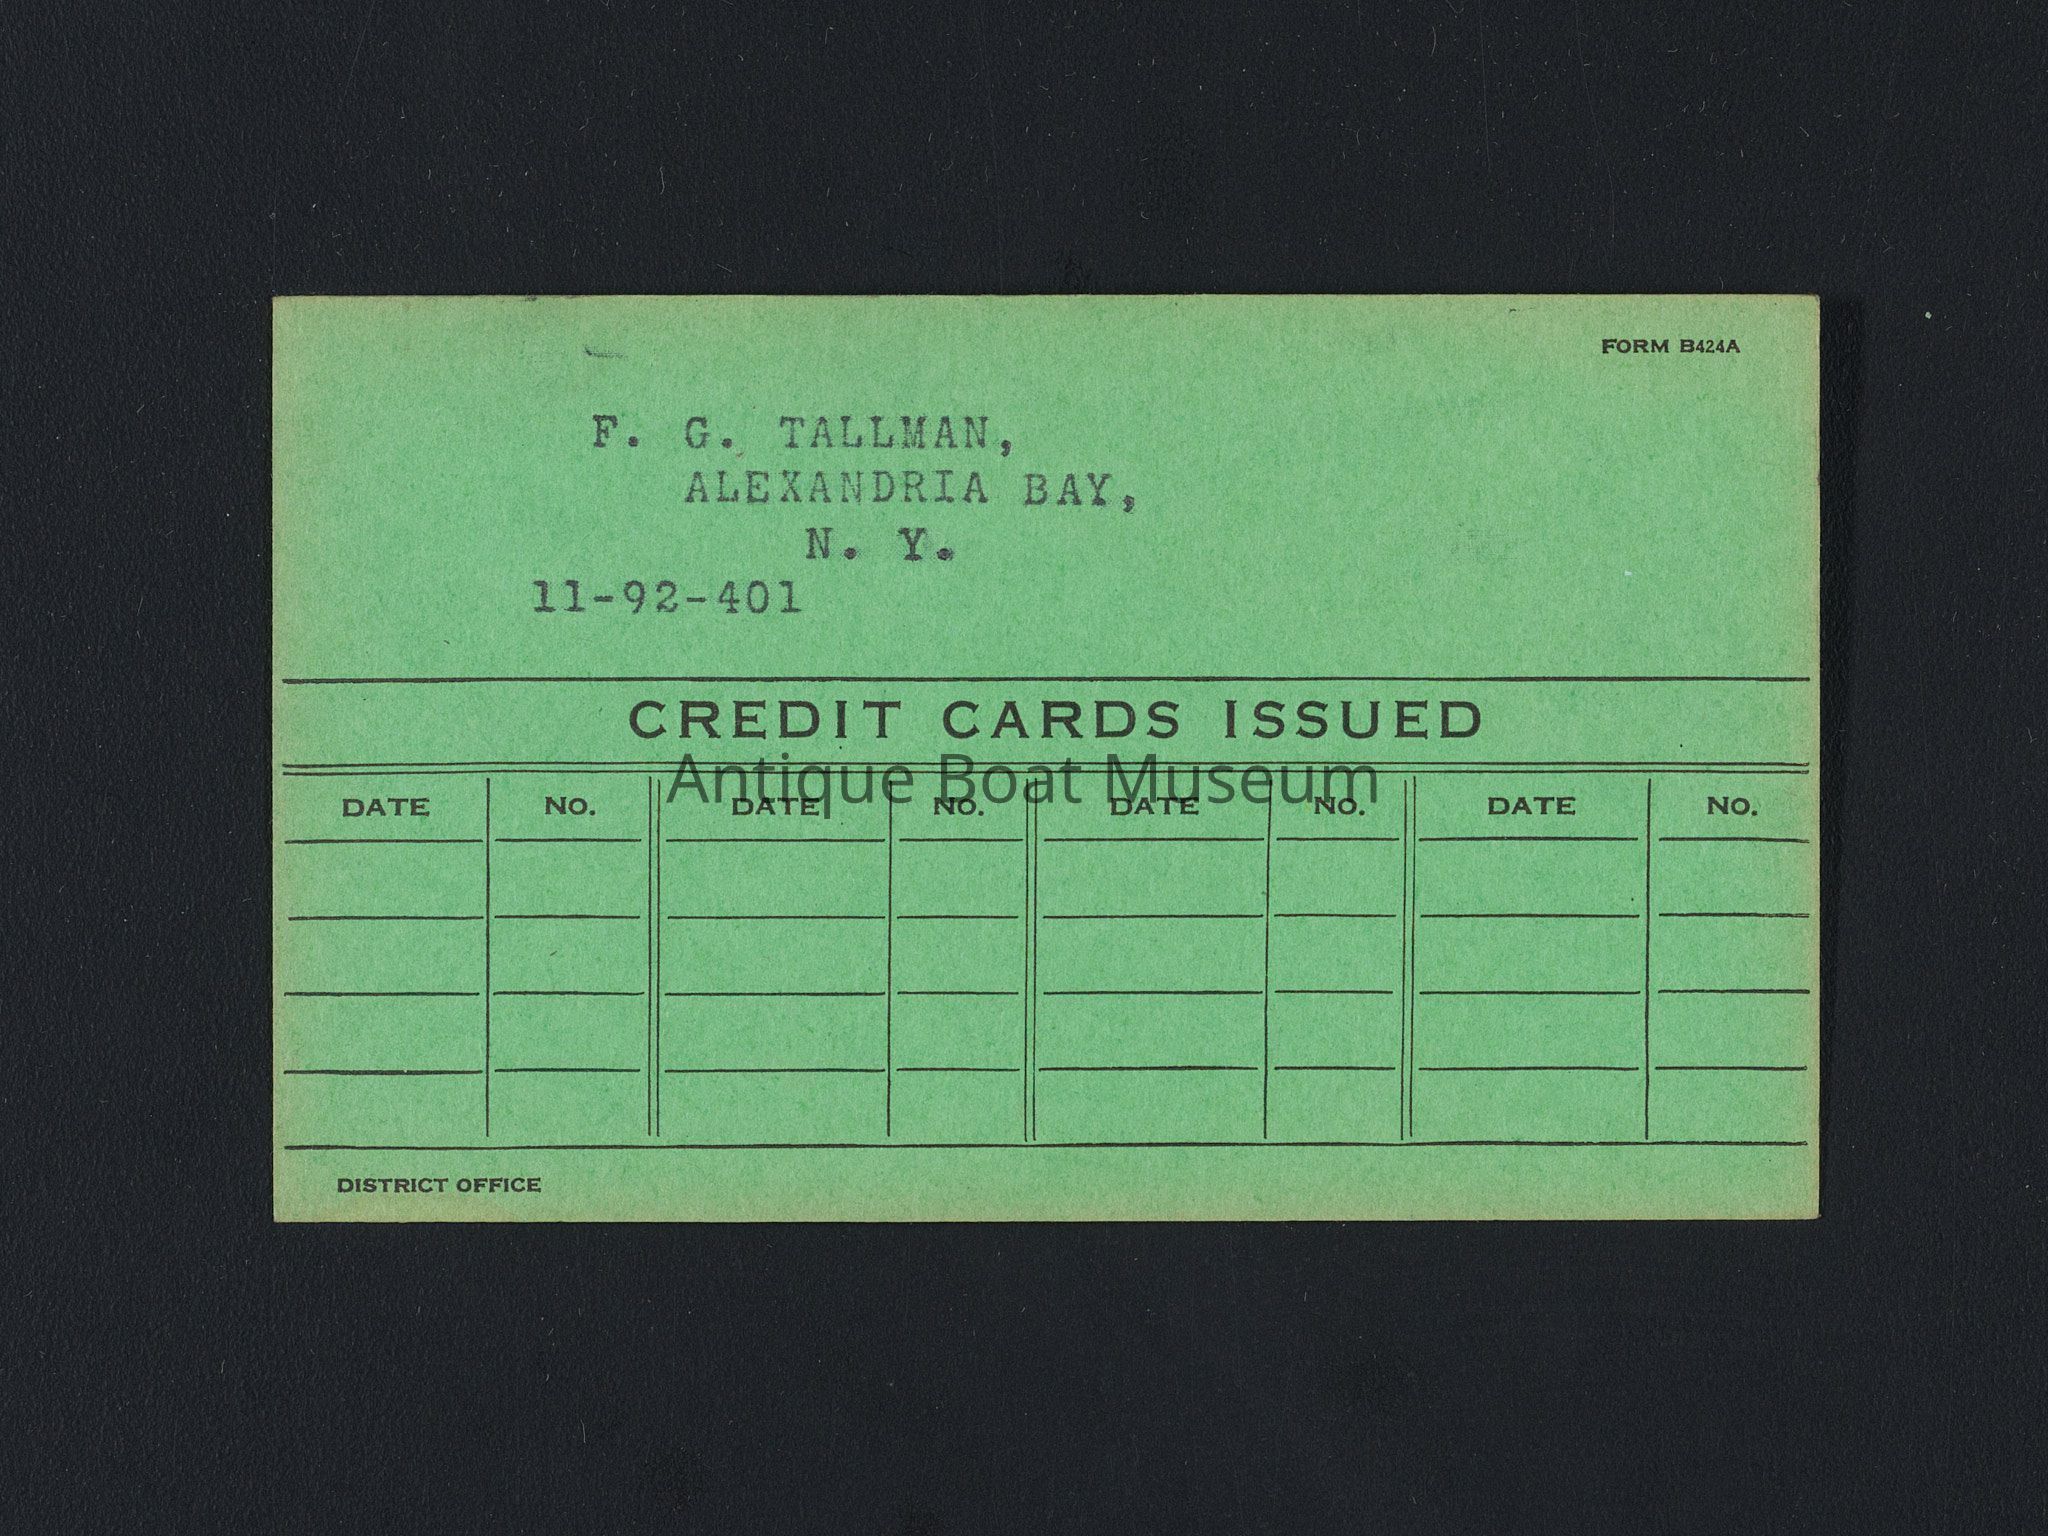 FORM B424A
F. G. TALLMAN,
ALEXANDRIA BAY,
N. Y.
11-92-401
CREDIT CARDS ISSUED
Antique Boat Museum
DATE NO. DATE NO. DATE NO. DATE NO.
DISTRICT OFFICE